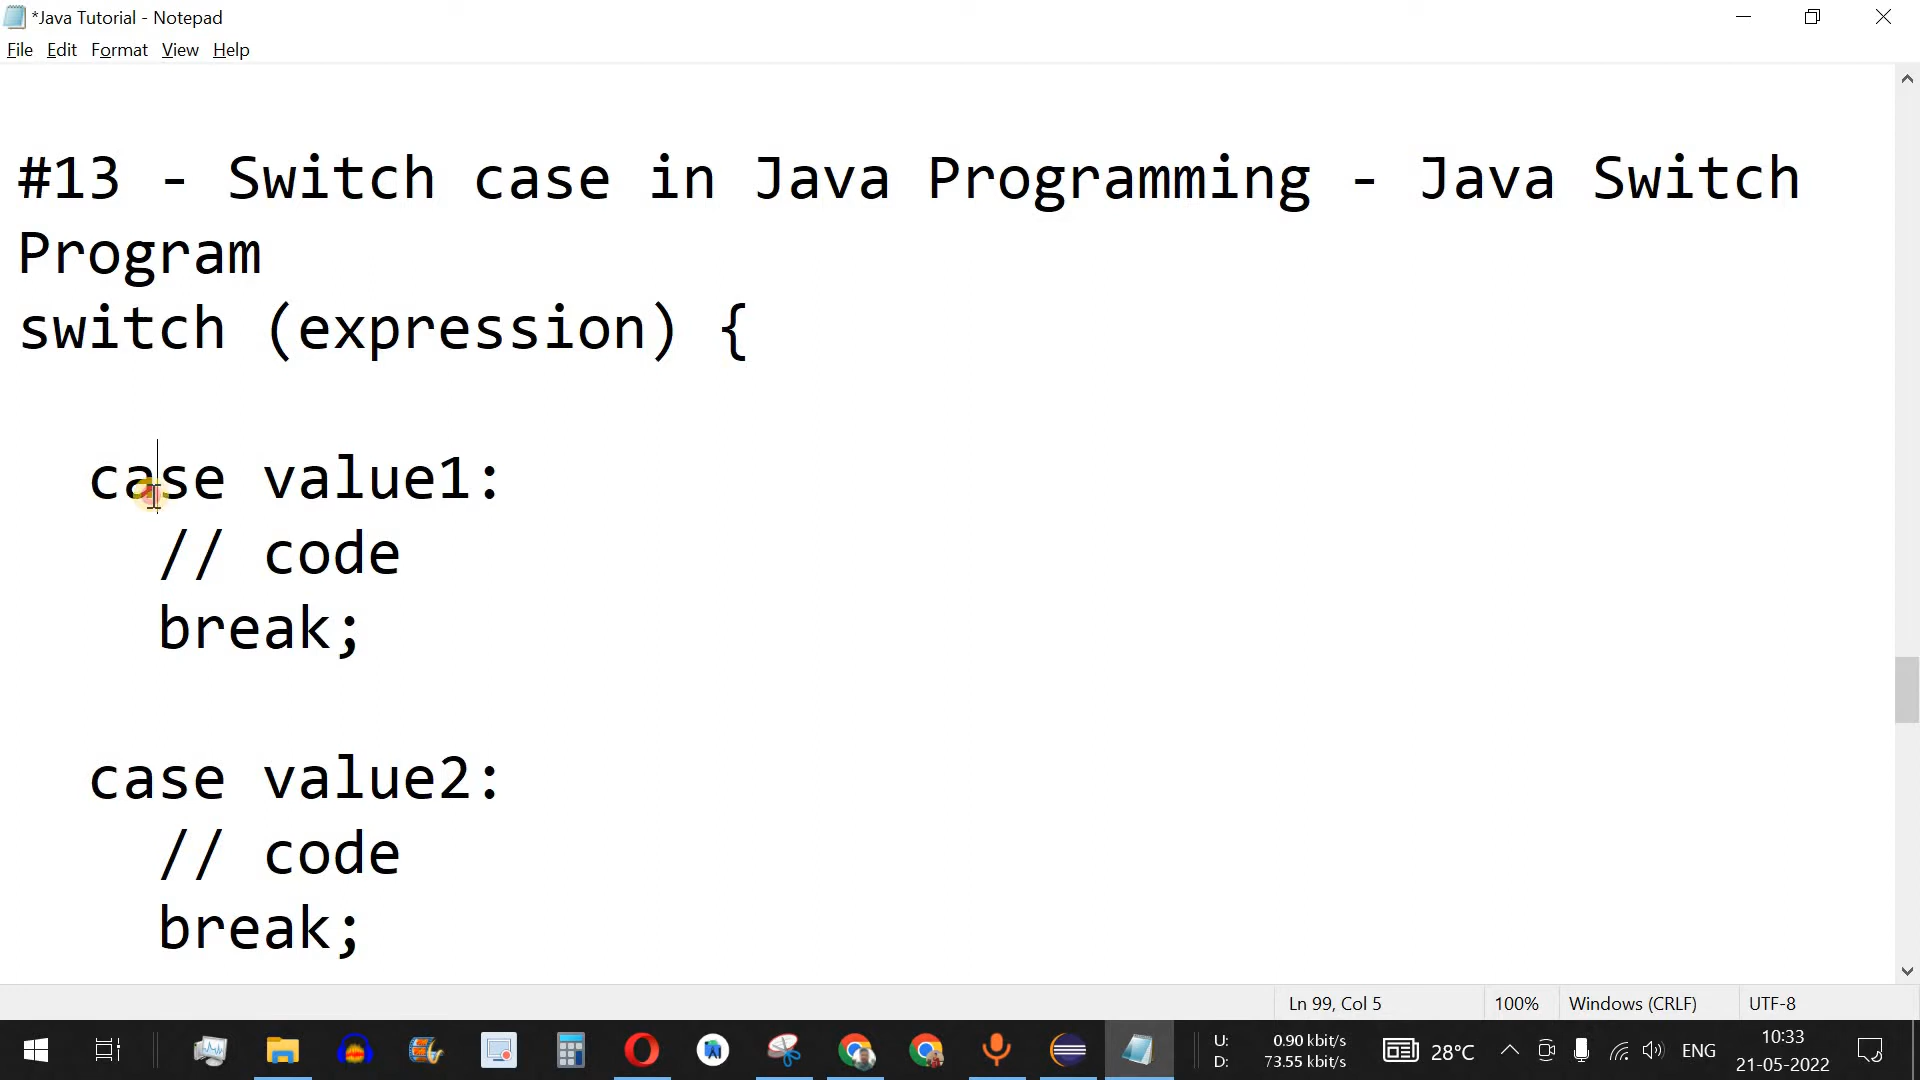 *Java Tutorial - Notepad
File Edit Format View Help
#13 - Switch case in Java Programming - Java Switch
Program
switch (expression) {
case value1:
// code
break;
case value2:
// code
break;
Ln 99, Col 5 100% Windows (CRLF) UTF-8
U: 0.90 kbit/s
D: 73.55 kbit/s
28°C
ENG
10:33
21-05-2022